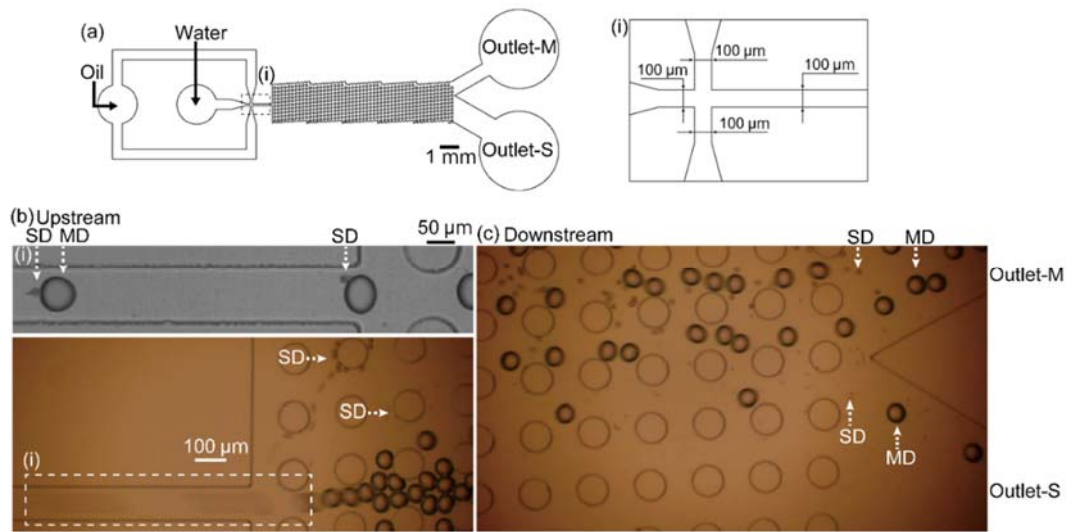 (a)
Water
Oil
(i)
Outlet-M
Outlet-S
1 mm
(i)
100 µm
100 µm
100 µm
100 µm
(b) Upstream
SD MD
SD
50 µm
(i)
SD
SD
100 µm
(i)
(c) Downstream
SD
MD
Outlet-M
SD
MD
Outlet-S